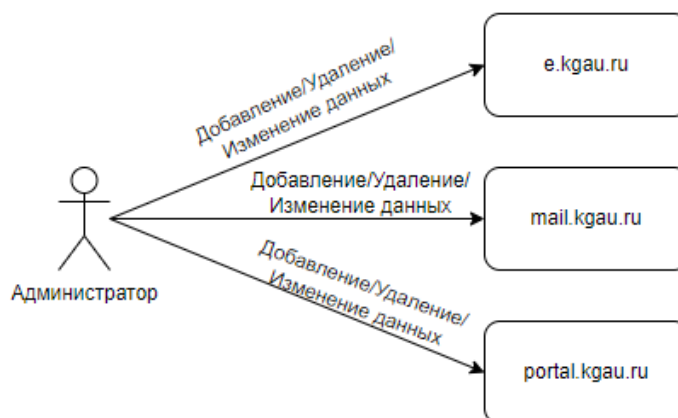 e.kgau.ru
Добавление/Удаление/
Изменение данных
Добавление/Удаление/
Изменение данных
mail.kgau.ru
Администратор
Добавление/Удаление/
Изменение данных
portal.kgau.ru